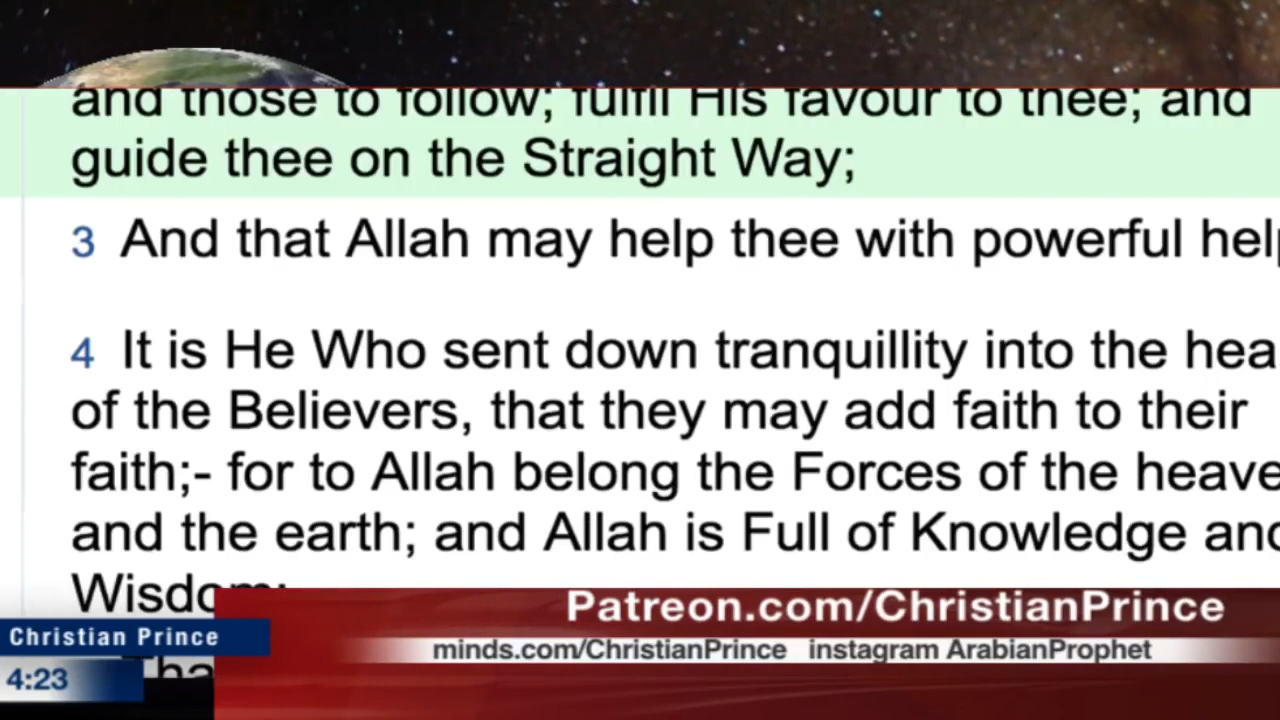 and those to follow; fulfil His favour to thee; and
guide thee on the Straight Way;
3 And that Allah may help thee with powerful
4 It is He Who sent down tranquillity into the
of the Believers, that they may add faith to their
faith;- for to Allah belong the Forces of the
and the earth; and Allah is Full of Knowledge
Patreon.com/ChristianPrince
Christian Prince
minds.com/ChristianPrince instagram ArabianProphet
4:23